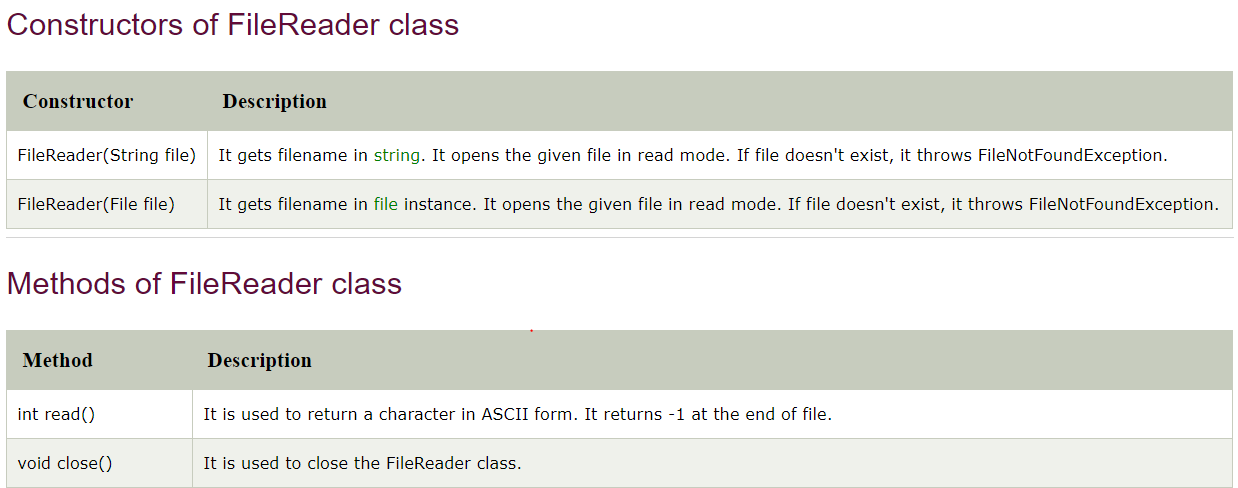 Constructors of FileReader class
Constructor Description
FileReader(String file) It gets filename in string. It opens the given file in read mode. If file doesn't exist, it throws FileNotFoundException.
FileReader(File file) It gets filename in file instance. It opens the given file in read mode. If file doesn't exist, it throws FileNotFoundException.
Methods of FileReader class
Method Description
int read() It is used to return a character in ASCII form. It returns -1 at the end of file.
void close() It is used to close the FileReader class.